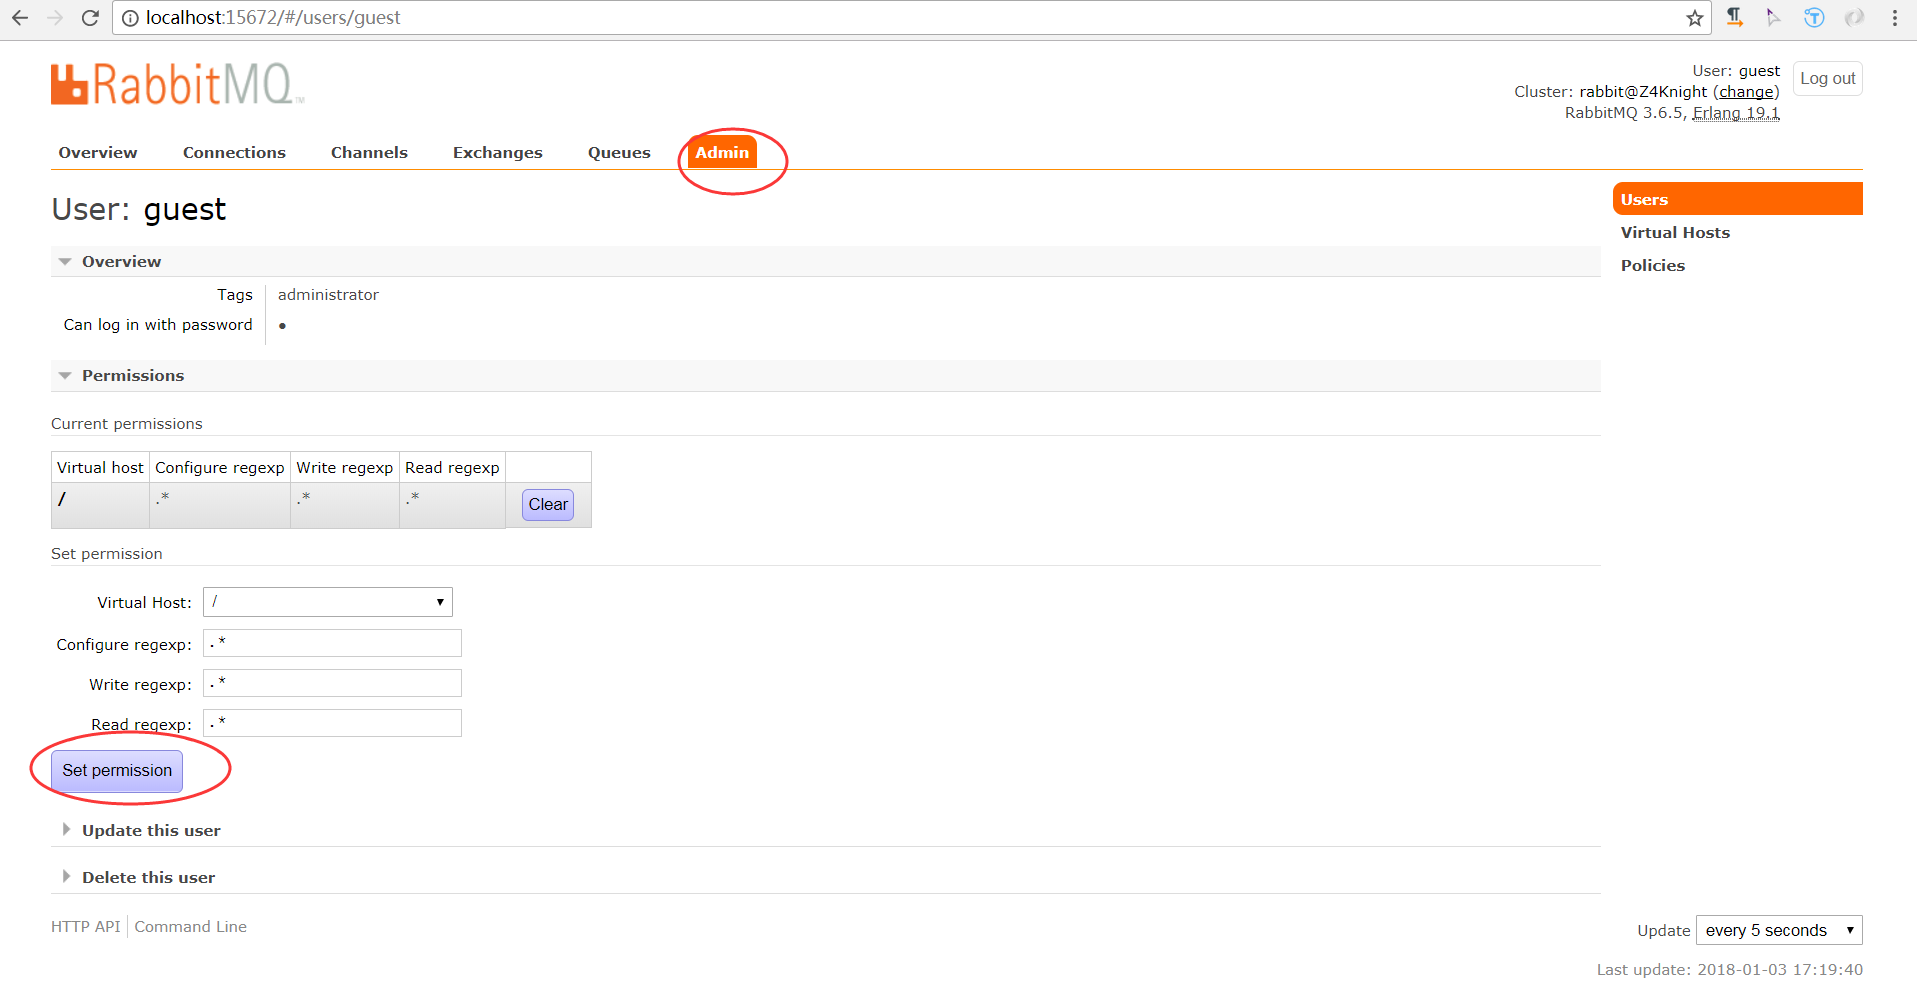 localhost:15672/#/users/guest
RabbitMQ™
User: guest
Log out
Cluster: rabbit@Z4Knight (change)
RabbitMQ 3.6.5, Erlang 19.1
Overview Connections Channels Exchanges Queues Admin
User: guest
Users
Virtual Hosts
Policies
Overview
Tags administrator
Can log in with password ●
Permissions
Current permissions
Virtual host Configure regexp Write regexp Read regexp
/ .* .* .* Clear
Set permission
Virtual Host: /
Configure regexp: .*
Write regexp: .*
Read regexp: .*
Set permission
Update this user
Delete this user
HTTP API Command Line
Update every 5 seconds
Last update: 2018-01-03 17:19:40